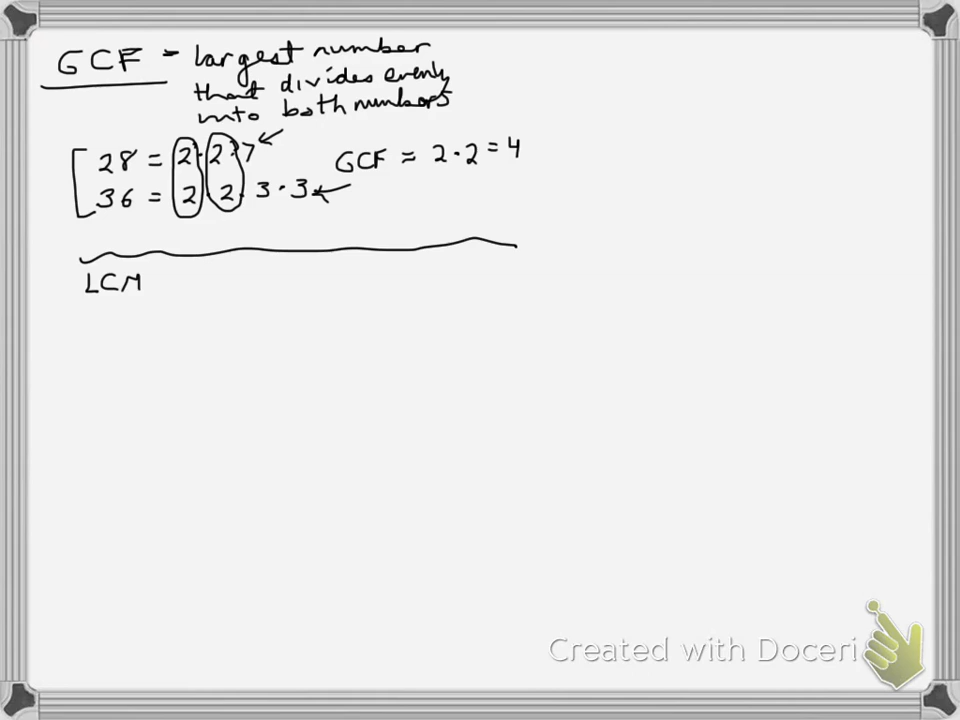 GCF - largest number
that divides evenly
into both numbers
28 = 2 · 2 · 7
36 = 2 · 2 · 3 · 3
GCF = 2 · 2 = 4
LCM
Created with Doceri